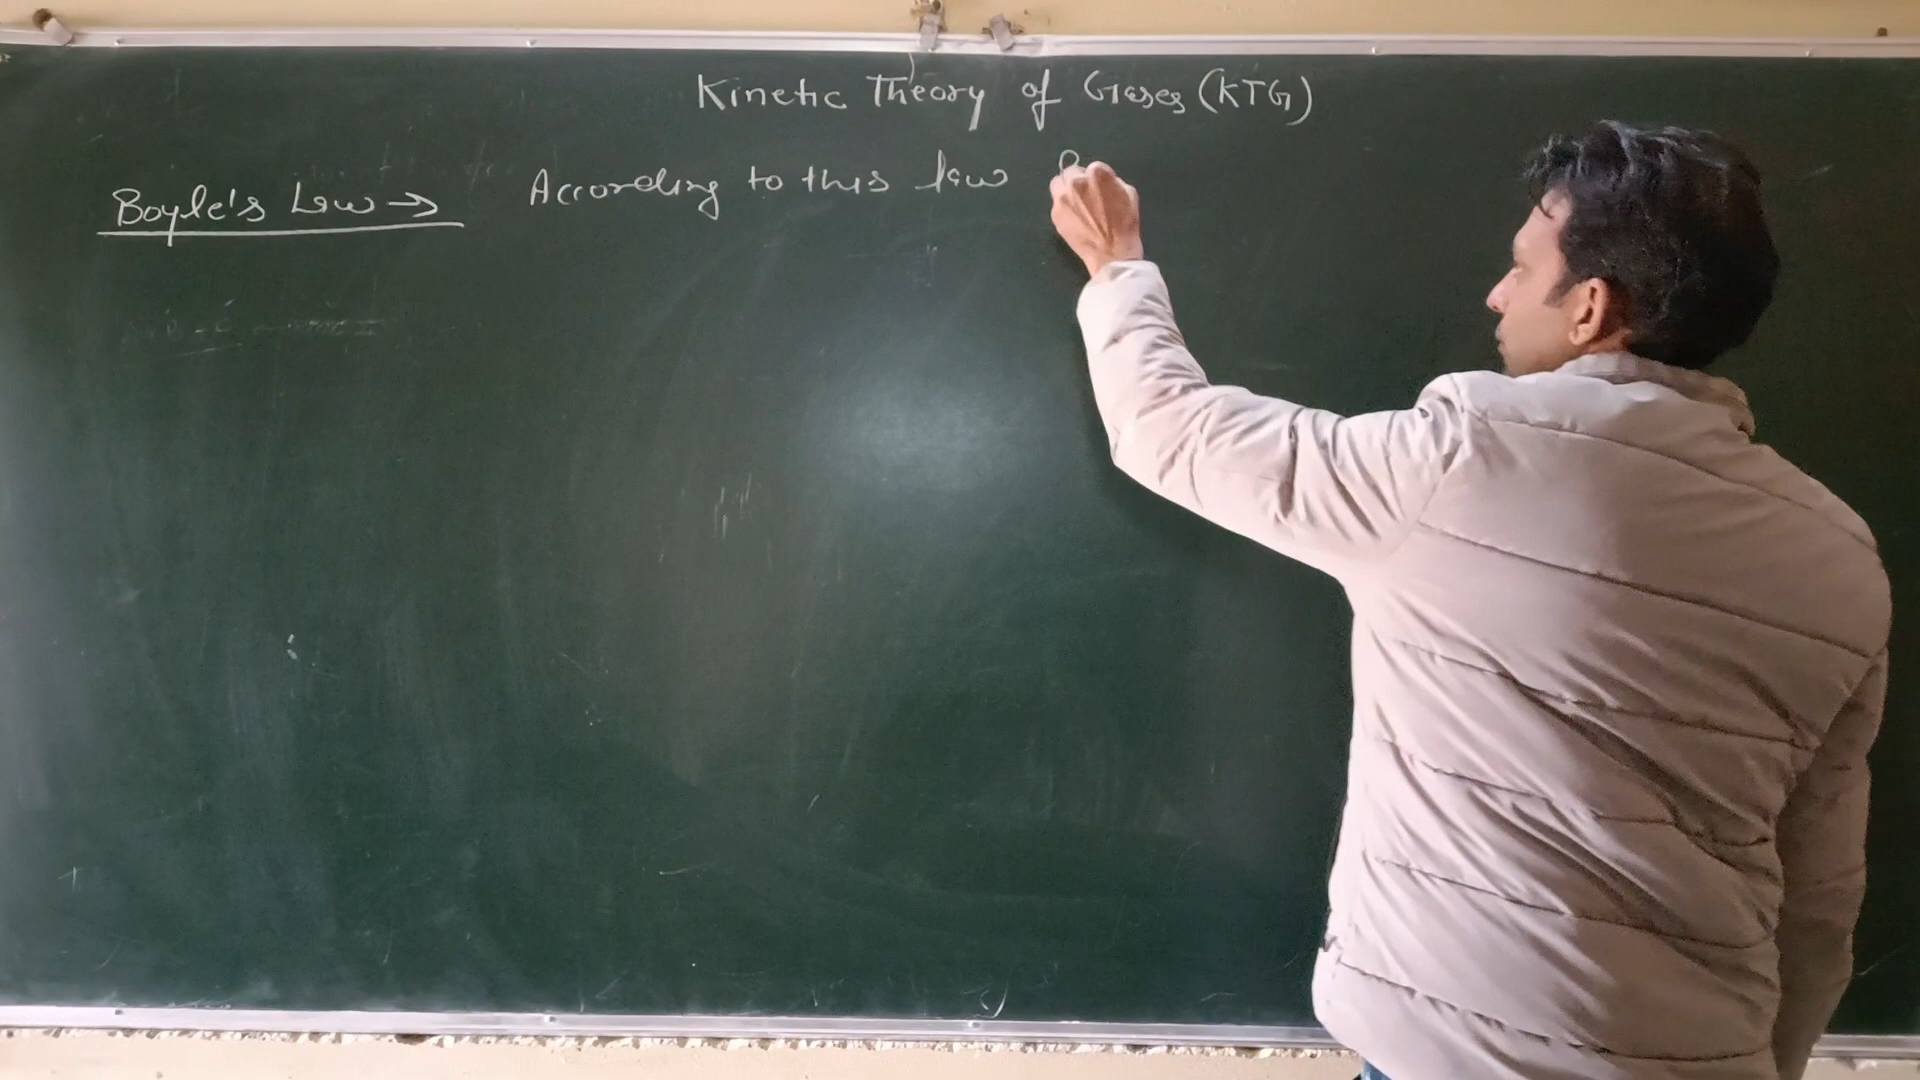 Kinetic Theory of Gases (KTG)
Boyle's Law → According to this law